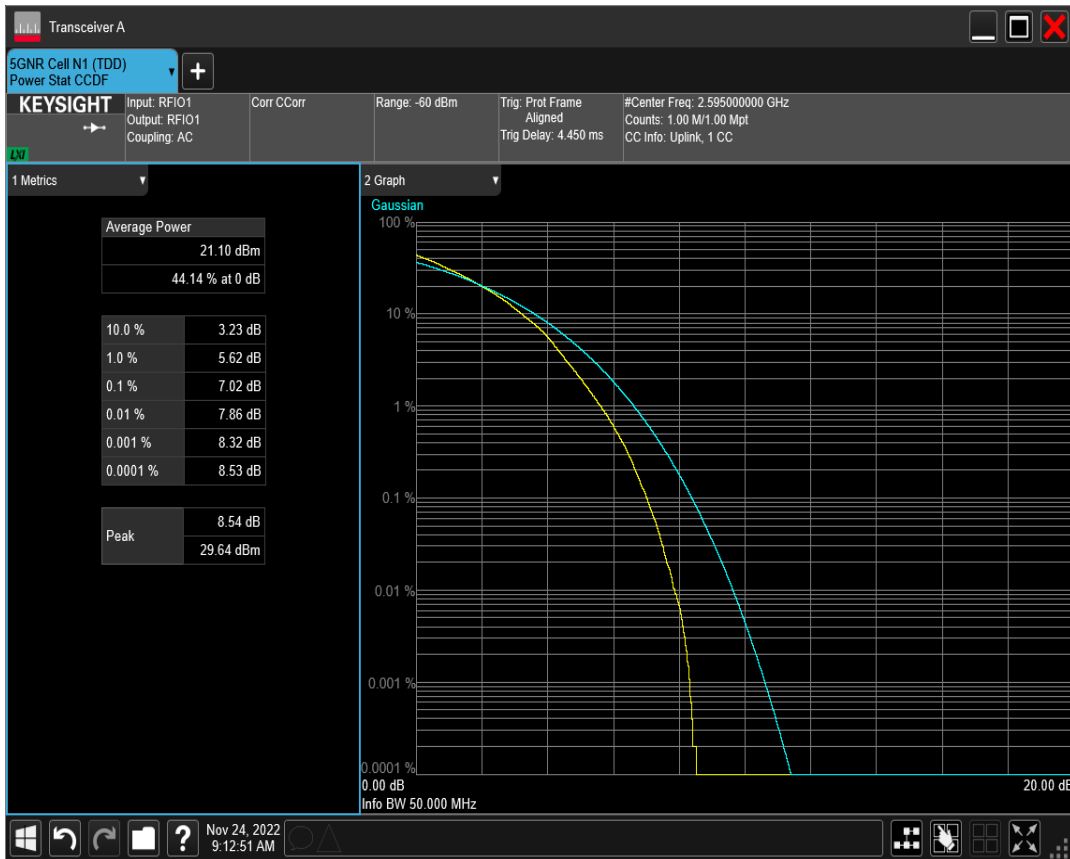 Transceiver A
5GNR Cell N1 (TDD)
Power Stat CCDF
KEYSIGHT
LXI
Input: RFIO1
Output: RFIO1
Coupling: AC
Corr CCorr
Range: -60 dBm
Trig: Prot Frame
Aligned
Trig Delay: 4.450 ms
#Center Freq: 2.595000000 GHz
Counts: 1.00 M/1.00 Mpt
CC Info: Uplink, 1 CC
1 Metrics
Average Power
21.10 dBm
44.14 % at 0 dB
10.0 % 3.23 dB
1.0 % 5.62 dB
0.1 % 7.02 dB
0.01 % 7.86 dB
0.001 % 8.32 dB
0.0001 % 8.53 dB
Peak
8.54 dB
29.64 dBm
2 Graph
Gaussian
100 %
10 %
1 %
0.1 %
0.01 %
0.001 %
0.0001 %
0.00 dB 20.00 dB
Info BW 50.000 MHz
?
Nov 24, 2022
9:12:51 AM